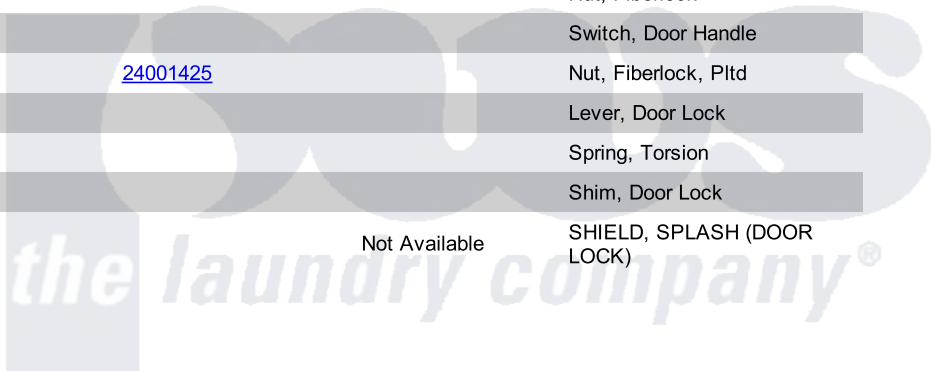 Switch, Door Handle
24001425 Nut, Fiberlock, Pltd
Lever, Door Lock
Spring, Torsion
Shim, Door Lock
Not Available SHIELD, SPLASH (DOOR
LOCK)
the laundry company®